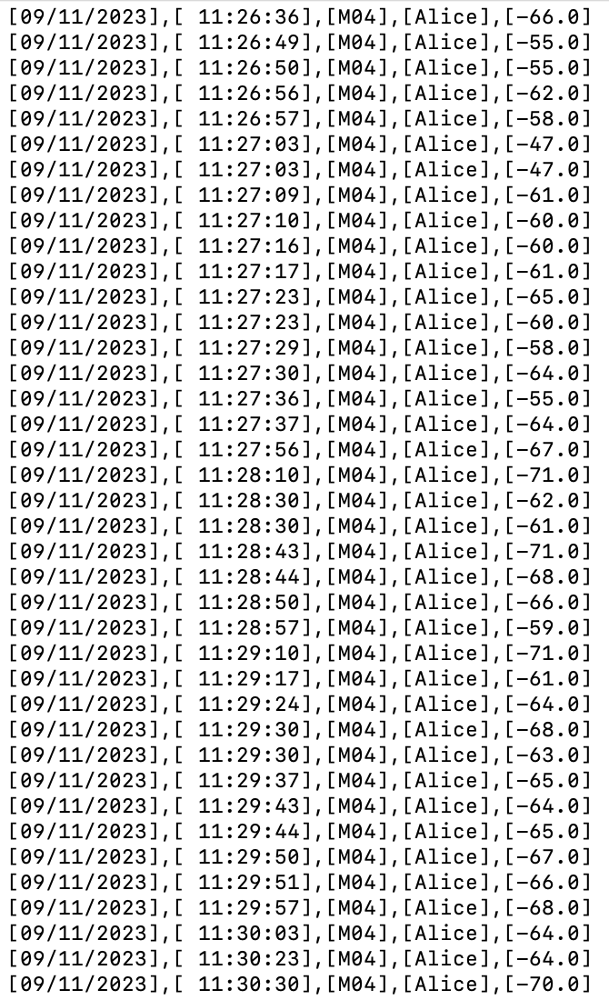 [09/11/2023],[ 11:26:36],[M04],[Alice],[-66.0]
[09/11/2023],[ 11:26:49],[M04],[Alice],[-55.0]
[09/11/2023],[ 11:26:50],[M04],[Alice],[-55.0]
[09/11/2023],[ 11:26:56],[M04],[Alice],[-62.0]
[09/11/2023],[ 11:26:57],[M04],[Alice],[-58.0]
[09/11/2023],[ 11:27:03],[M04],[Alice],[-47.0]
[09/11/2023],[ 11:27:03],[M04],[Alice],[-47.0]
[09/11/2023],[ 11:27:09],[M04],[Alice],[-61.0]
[09/11/2023],[ 11:27:10],[M04],[Alice],[-60.0]
[09/11/2023],[ 11:27:16],[M04],[Alice],[-60.0]
[09/11/2023],[ 11:27:17],[M04],[Alice],[-61.0]
[09/11/2023],[ 11:27:23],[M04],[Alice],[-65.0]
[09/11/2023],[ 11:27:23],[M04],[Alice],[-60.0]
[09/11/2023],[ 11:27:29],[M04],[Alice],[-58.0]
[09/11/2023],[ 11:27:30],[M04],[Alice],[-64.0]
[09/11/2023],[ 11:27:36],[M04],[Alice],[-55.0]
[09/11/2023],[ 11:27:37],[M04],[Alice],[-64.0]
[09/11/2023],[ 11:27:56],[M04],[Alice],[-67.0]
[09/11/2023],[ 11:28:10],[M04],[Alice],[-71.0]
[09/11/2023],[ 11:28:30],[M04],[Alice],[-62.0]
[09/11/2023],[ 11:28:30],[M04],[Alice],[-61.0]
[09/11/2023],[ 11:28:43],[M04],[Alice],[-71.0]
[09/11/2023],[ 11:28:44],[M04],[Alice],[-68.0]
[09/11/2023],[ 11:28:50],[M04],[Alice],[-66.0]
[09/11/2023],[ 11:28:57],[M04],[Alice],[-59.0]
[09/11/2023],[ 11:29:10],[M04],[Alice],[-71.0]
[09/11/2023],[ 11:29:17],[M04],[Alice],[-61.0]
[09/11/2023],[ 11:29:24],[M04],[Alice],[-64.0]
[09/11/2023],[ 11:29:30],[M04],[Alice],[-68.0]
[09/11/2023],[ 11:29:30],[M04],[Alice],[-63.0]
[09/11/2023],[ 11:29:37],[M04],[Alice],[-65.0]
[09/11/2023],[ 11:29:43],[M04],[Alice],[-64.0]
[09/11/2023],[ 11:29:44],[M04],[Alice],[-65.0]
[09/11/2023],[ 11:29:50],[M04],[Alice],[-67.0]
[09/11/2023],[ 11:29:51],[M04],[Alice],[-66.0]
[09/11/2023],[ 11:29:57],[M04],[Alice],[-68.0]
[09/11/2023],[ 11:30:03],[M04],[Alice],[-64.0]
[09/11/2023],[ 11:30:23],[M04],[Alice],[-64.0]
[09/11/2023],[ 11:30:30],[M04],[Alice],[-70.0]